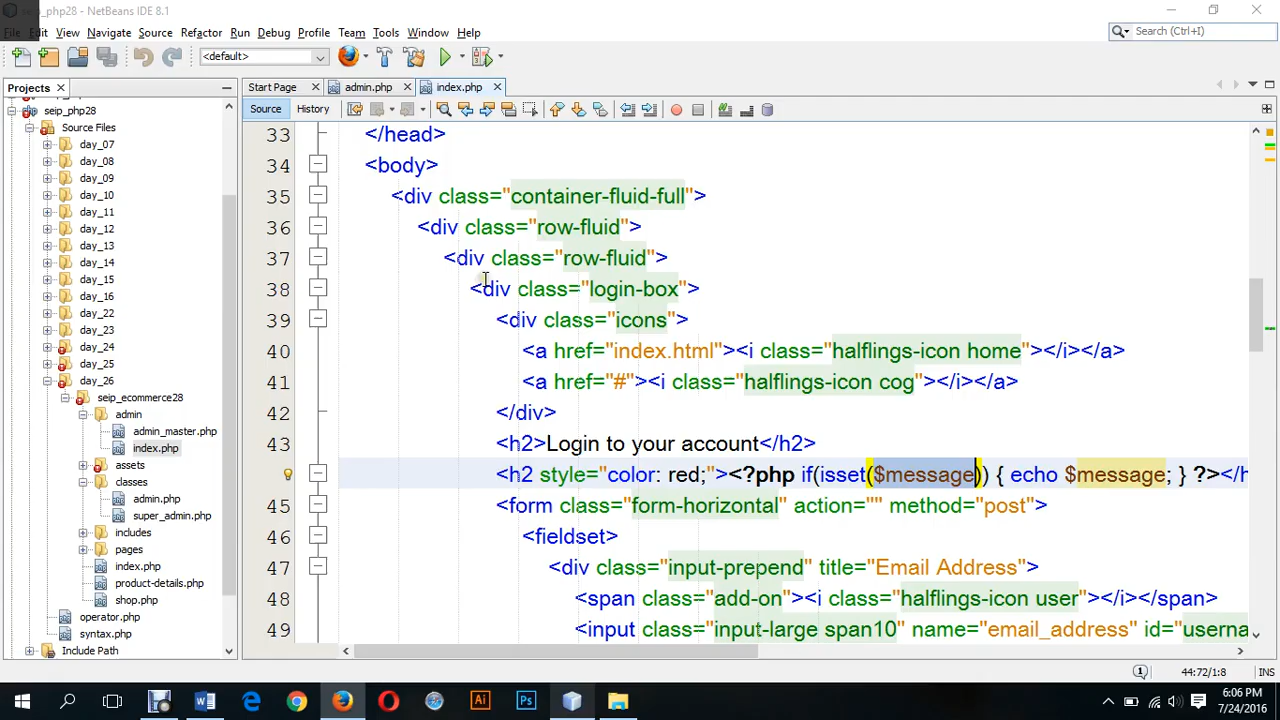 seip_php28 - NetBeans IDE 8.1
File Edit View Navigate Source Refactor Run Debug Profile Team Tools Window Help
Search (Ctrl+I)
<default>
Projects
Start Page admin.php index.php
seip_php28
Source History
Source Files
day_07
day_08
day_09
day_10
day_11
day_12
day_13
day_14
day_15
day_16
day_22
day_23
day_24
day_25
day_26
seip_ecommerce28
admin
admin_master.php
index.php
assets
classes
admin.php
super_admin.php
includes
pages
index.php
product-details.php
shop.php
operator.php
syntax.php
Include Path
33 </head>
34 <body>
35 <div class="container-fluid-full">
36 <div class="row-fluid">
37 <div class="row-fluid">
38 <div class="login-box">
39 <div class="icons">
40 <a href="index.html"><i class="halflings-icon home"></i></a>
41 <a href="#"><i class="halflings-icon cog"></i></a>
42 </div>
43 <h2>Login to your account</h2>
<h2 style="color: red;"><?php if(isset($message)) { echo $message; } ?></h
45 <form class="form-horizontal" action="" method="post">
46 <fieldset>
47 <div class="input-prepend" title="Email Address">
48 <span class="add-on"><i class="halflings-icon user"></i></span>
49 <input class="input-large span10" name="email_address" id="userna
1 44:72/1:8 INS
6:06 PM
7/24/2016